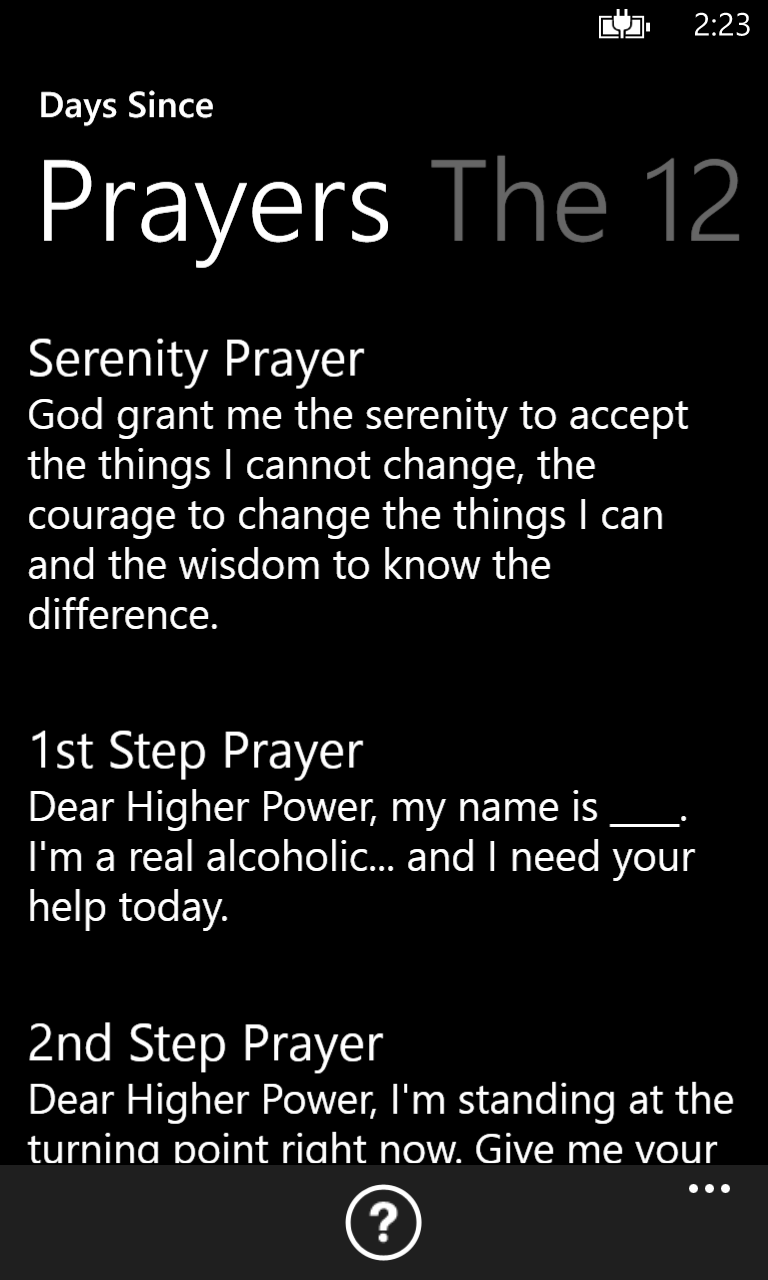 2:23
Days Since
Prayers The 12
Serenity Prayer
God grant me the serenity to accept
the things I cannot change, the
courage to change the things I can
and the wisdom to know the
difference.
1st Step Prayer
Dear Higher Power, my name is ____.
I'm a real alcoholic... and I need your
help today.
2nd Step Prayer
Dear Higher Power, I'm standing at the
turning point right now. Give me your
?